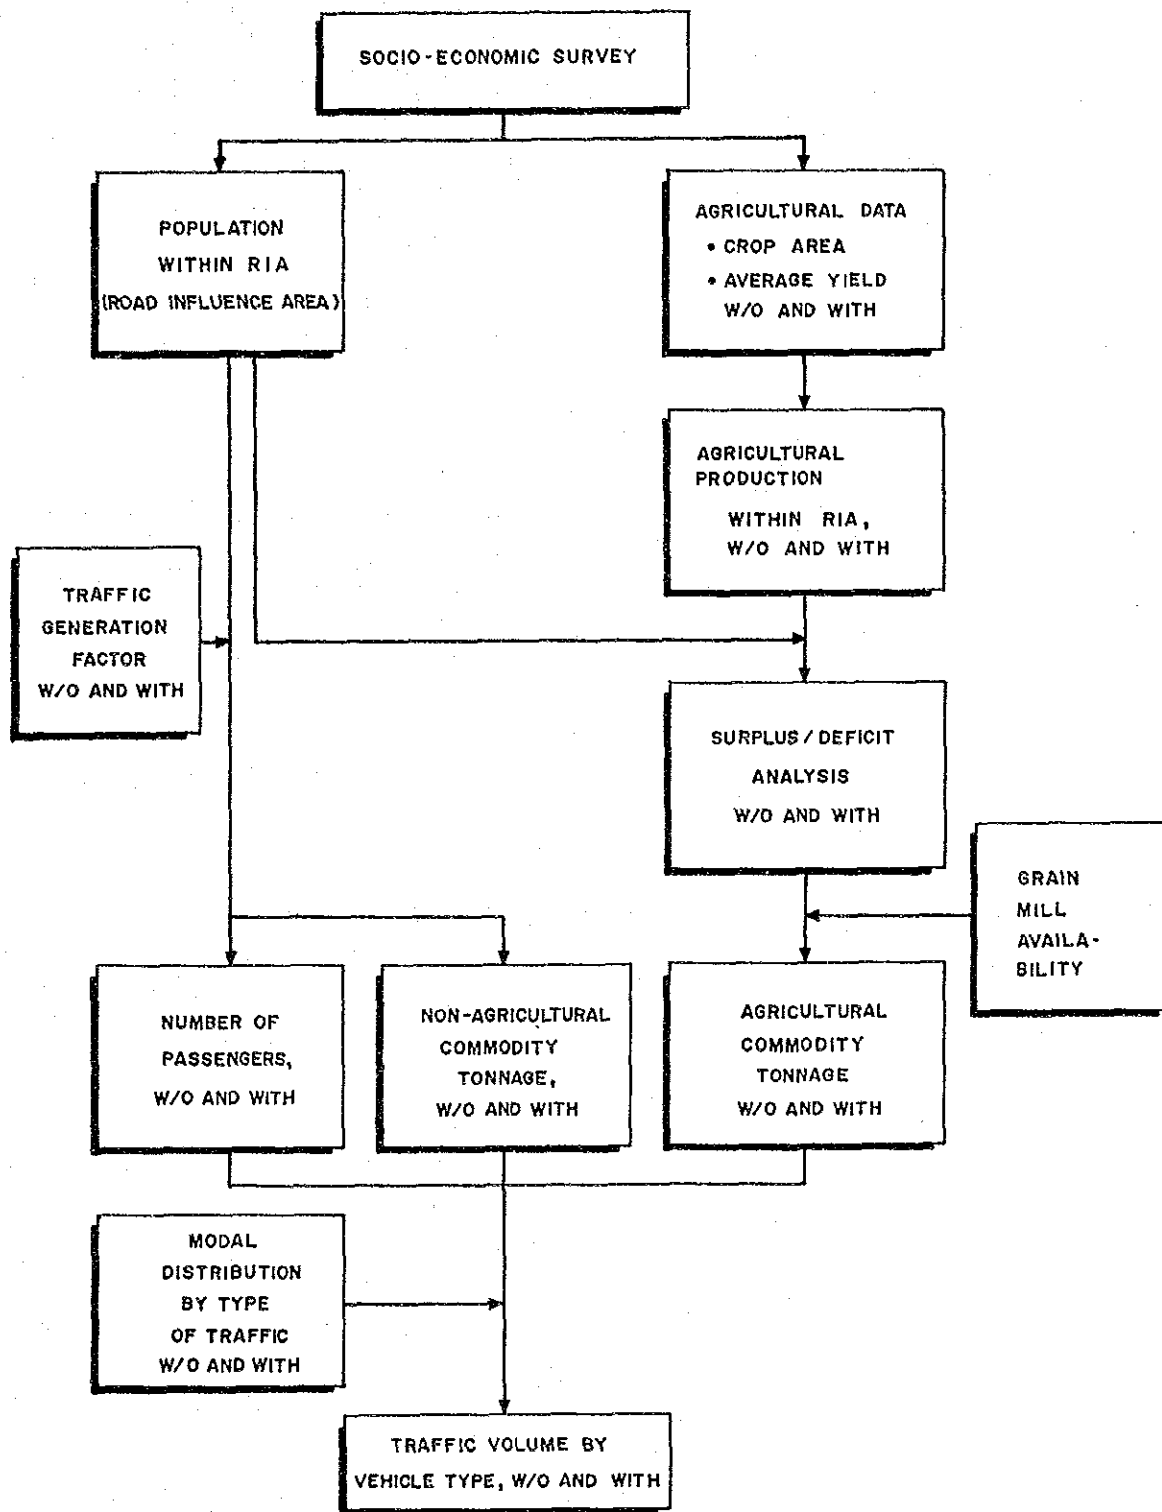 SOCIO-ECONOMIC SURVEY
POPULATION
WITHIN RIA
(ROAD INFLUENCE AREA)
AGRICULTURAL DATA
• CROP AREA
• AVERAGE YIELD
W/O AND WITH
AGRICULTURAL
PRODUCTION
WITHIN RIA,
W/O AND WITH
TRAFFIC
GENERATION
FACTOR
W/O AND WITH
SURPLUS/DEFICIT
ANALYSIS
W/O AND WITH
GRAIN
MILL
AVAILA-
BILITY
NUMBER OF
PASSENGERS,
W/O AND WITH
NON-AGRICULTURAL
COMMODITY
TONNAGE,
W/O AND WITH
AGRICULTURAL
COMMODITY
TONNAGE
W/O AND WITH
MODAL
DISTRIBUTION
BY TYPE
OF TRAFFIC
W/O AND WITH
TRAFFIC VOLUME BY
VEHICLE TYPE, W/O AND WITH